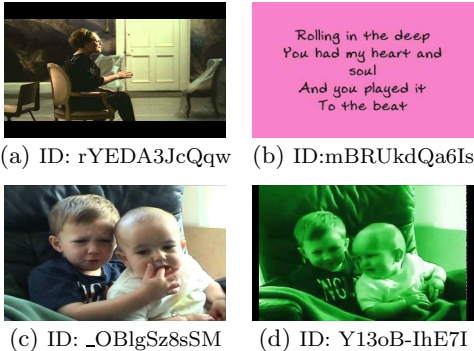 Rolling in the deep
You had my heart and
soul
And you played it
To the beat
(a) ID: rYEDA3JcQqw
(b) ID:mBRUkdQa6Is
(c) ID: _OBlgSz8sSM
(d) ID: Y13oB-IhE7I